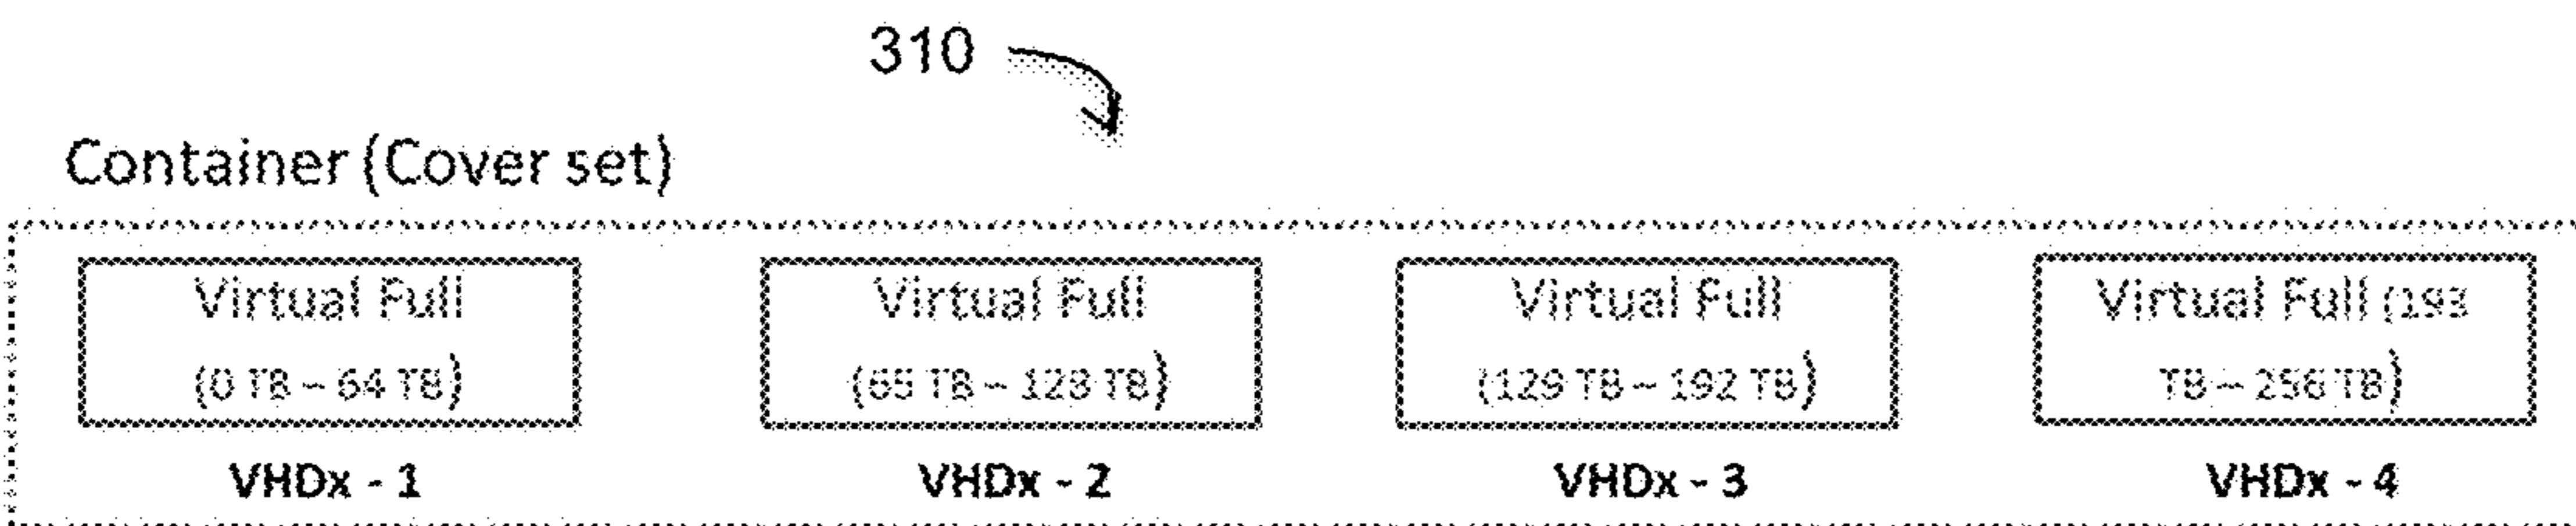 310
Container (Cover set)
Virtual Full
(0 TB – 64 TB)
VHDx - 1
Virtual Full
(65 TB – 128 TB)
VHDx - 2
Virtual Full
(129 TB – 192 TB)
VHDx - 3
Virtual Full (193
TB – 256 TB)
VHDx - 4